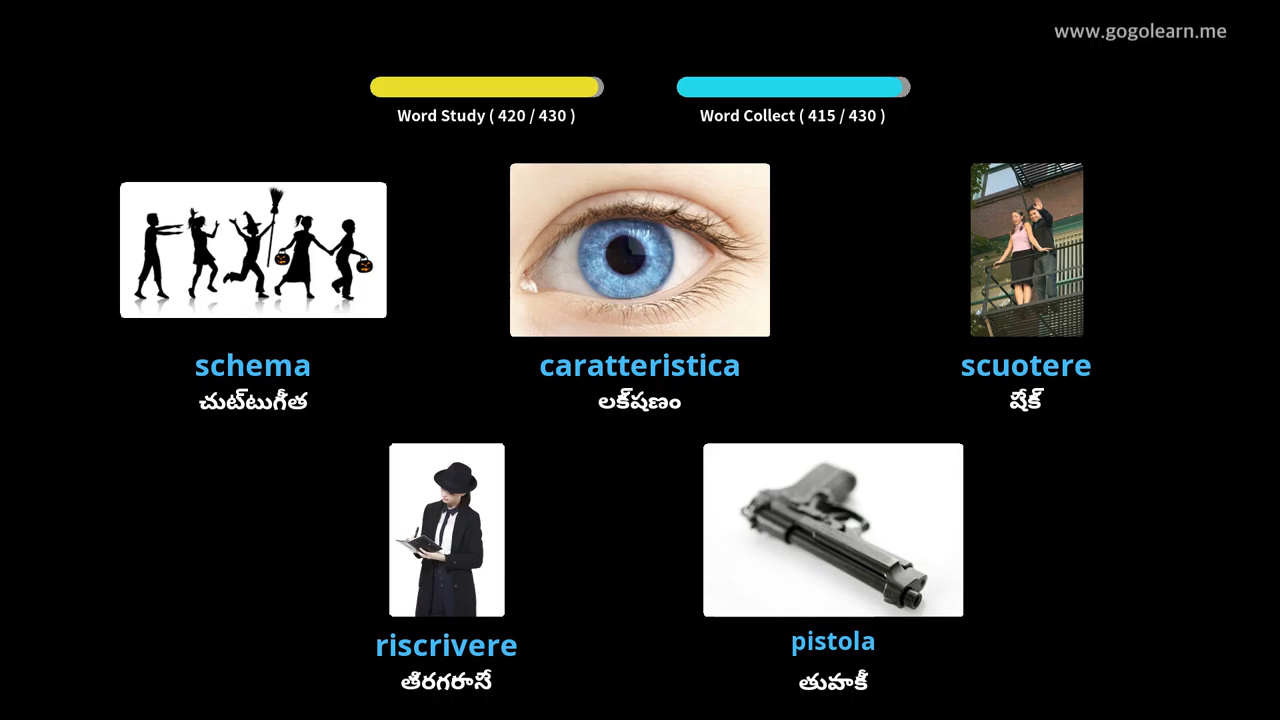 www.gogolearn.me
Word Study ( 420 / 430 )
Word Collect ( 415 / 430 )
schema
చుట్టుగీత
caratteristica
లక్షణం
scuotere
షేక్
riscrivere
తిరగరాసే
pistola
తుపాకీ